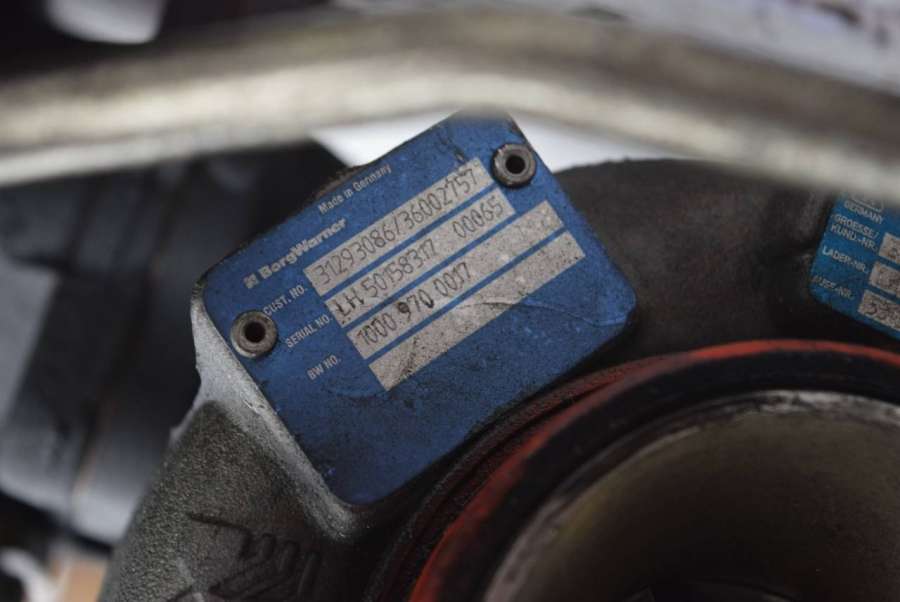 Made in Germany
BorgWarner
CUST. NO. 31293086/36002757
SERIAL NO LH 50158317 00065
BW NO. 1000 970 0017
GERMANY
GROESSE/
KUND.-NR.
LADER-NR.